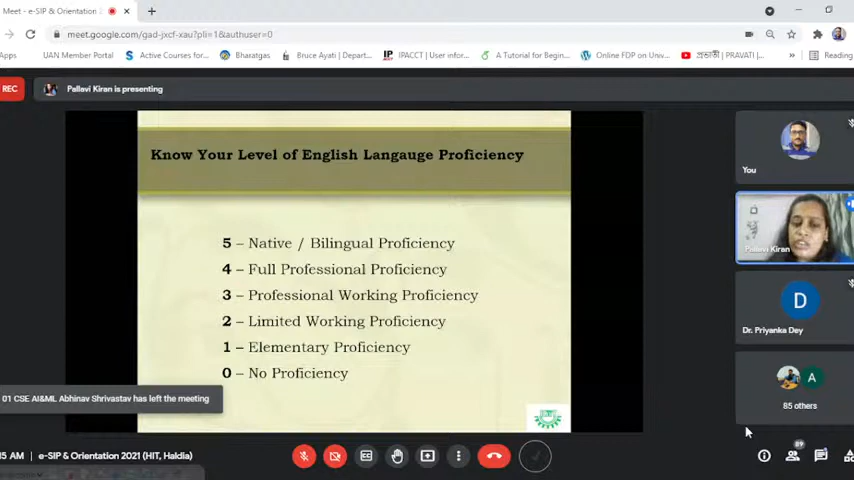 Meet - e-SIP & Orientation
meet.google.com/gad-jxcf-xau?pli=1&authuser=0
Apps
UAN Member Portal
Active Courses for...
Bharatgas
Bruce Ayati | Depart...
IPACCT | User infor...
A Tutorial for Begin...
Online FDP on Univ...
| PRAVATI |...
Reading
REC
Pallavi Kiran is presenting
Know Your Level of English Langauge Proficiency
5 – Native / Bilingual Proficiency
4 – Full Professional Proficiency
3 – Professional Working Proficiency
2 – Limited Working Proficiency
1 – Elementary Proficiency
0 – No Proficiency
You
Pallavi Kiran
D
Dr. Priyanka Dey
A
85 others
01 CSE AI&ML Abhinav Shrivastav has left the meeting
5 AM | e-SIP & Orientation 2021 (HIT, Haldia)
89